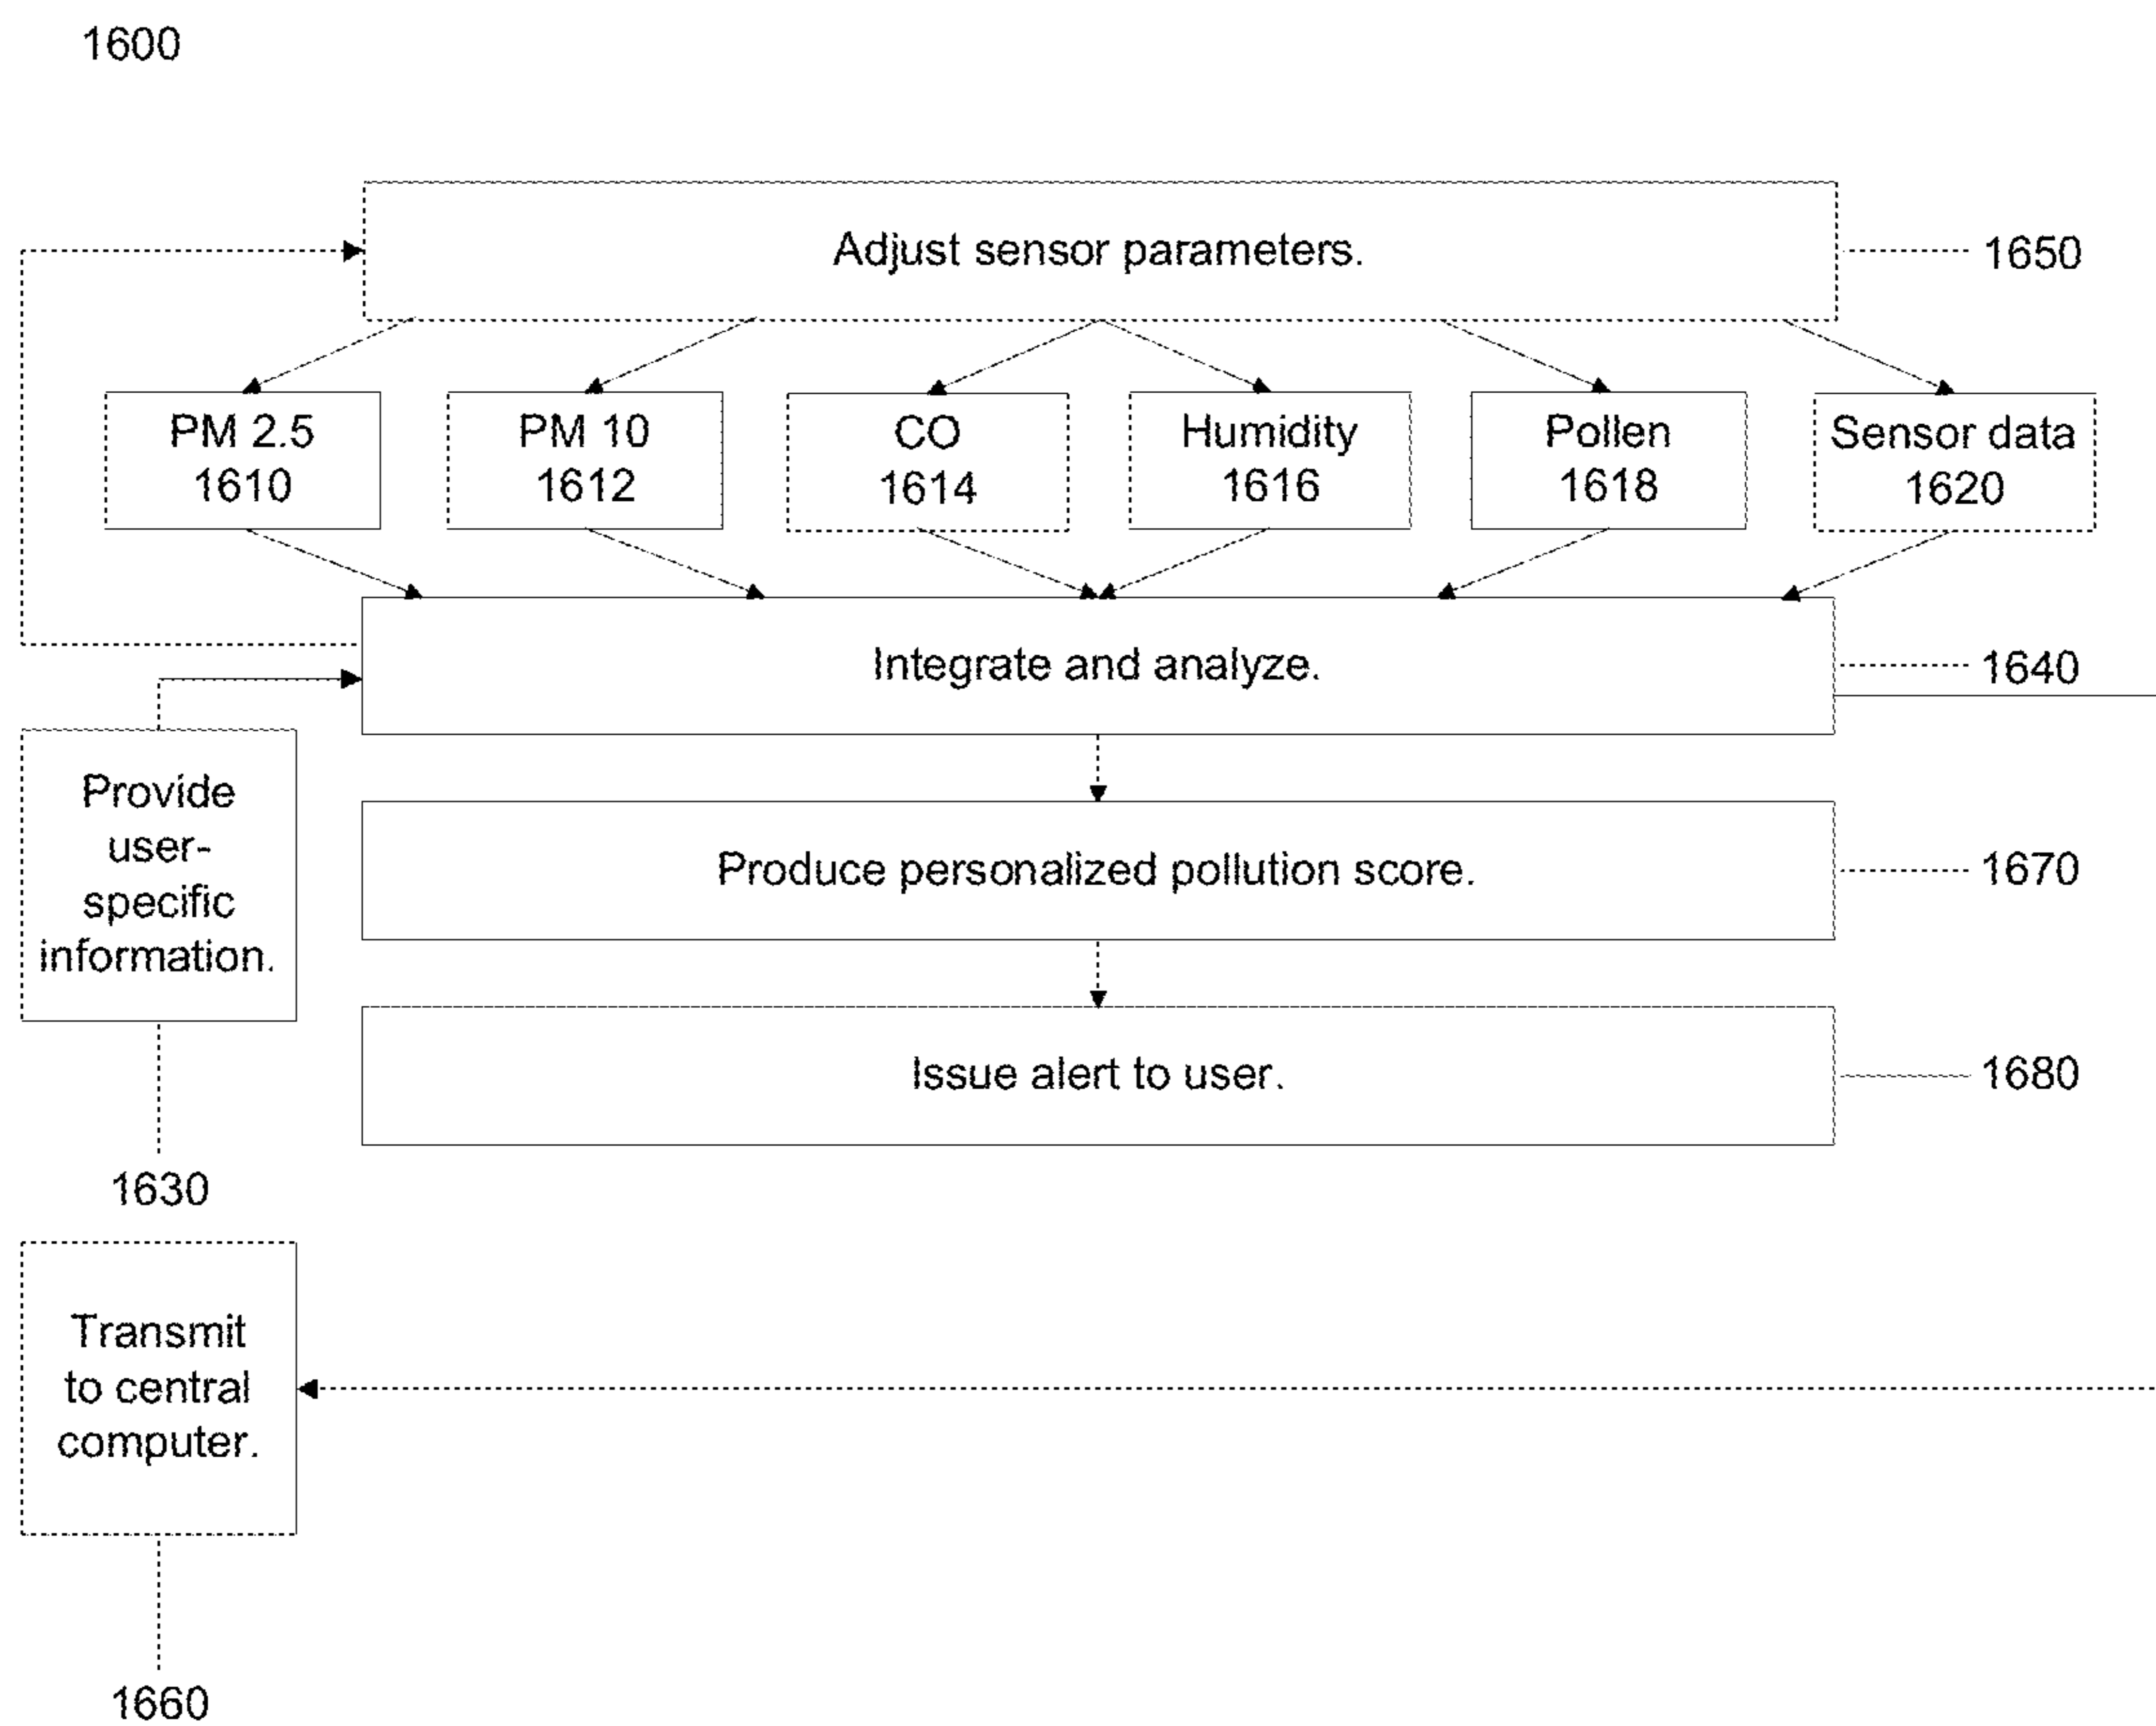 1600
Adjust sensor parameters.
1650
PM 2.5
1610
PM 10
1612
CO
1614
Humidity
1616
Pollen
1618
Sensor data
1620
Integrate and analyze.
1640
Provide
user-
specific
information.
1630
Produce personalized pollution score.
1670
Issue alert to user.
1680
Transmit
to central
computer.
1660